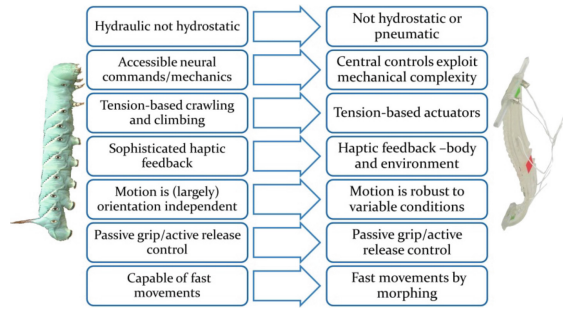 Hydraulic not hydrostatic
Not hydrostatic or
pneumatic
Accessible neural
commands/mechanics
Central controls exploit
mechanical complexity
Tension-based crawling
and climbing
Tension-based actuators
Sophisticated haptic
feedback
Haptic feedback –body
and environment
Motion is (largely)
orientation independent
Motion is robust to
variable conditions
Passive grip/active release
control
Passive grip/active
release control
Capable of fast
movements
Fast movements by
morphing